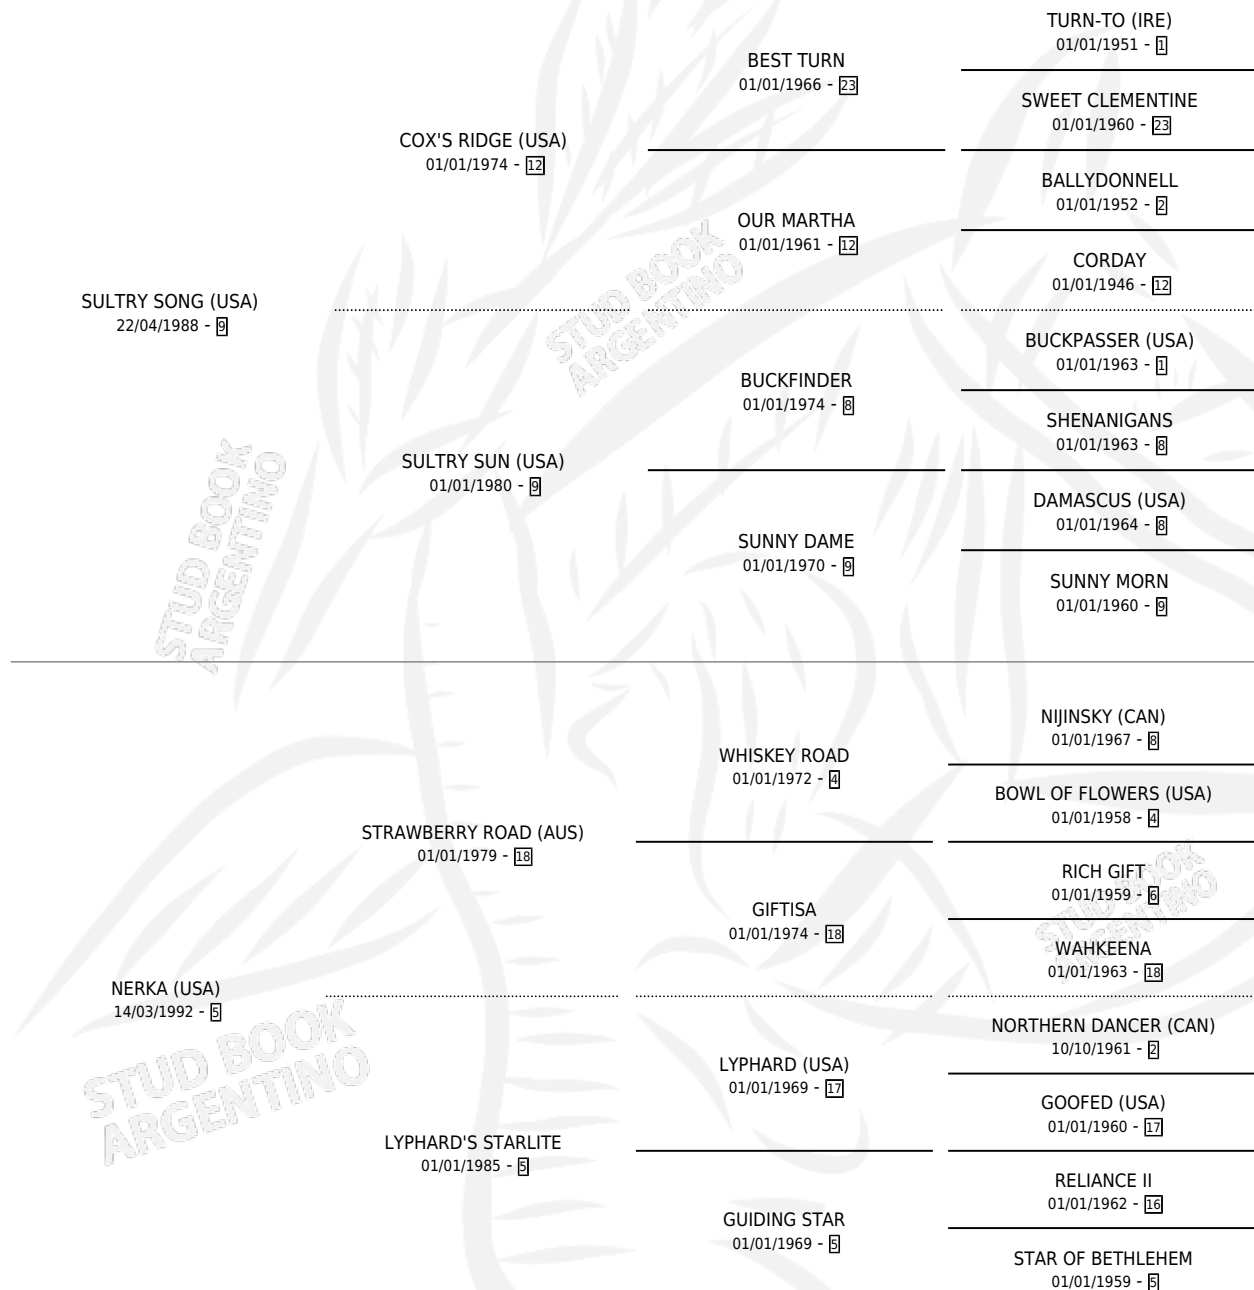 TURN-TO (IRE)
01/01/1951 - 1
BEST TURN
01/01/1966 - 23
SWEET CLEMENTINE
01/01/1960 - 23
COX'S RIDGE (USA)
01/01/1974 - 12
BALLYDONNELL
01/01/1952 - 2
OUR MARTHA
01/01/1961 - 12
CORDAY
01/01/1946 - 12
SULTRY SONG (USA)
22/04/1988 - 9
BUCKPASSER (USA)
01/01/1963 - 1
BUCKFINDER
01/01/1974 - 8
SHENANIGANS
01/01/1963 - 8
SULTRY SUN (USA)
01/01/1980 - 9
DAMASCUS (USA)
01/01/1964 - 8
SUNNY DAME
01/01/1970 - 9
SUNNY MORN
01/01/1960 - 9
NIJINSKY (CAN)
01/01/1967 - 8
WHISKEY ROAD
01/01/1972 - 4
BOWL OF FLOWERS (USA)
01/01/1958 - 4
STRAWBERRY ROAD (AUS)
01/01/1979 - 18
RICH GIFT
01/01/1959 - 6
GIFTISA
01/01/1974 - 18
WAHKEENA
01/01/1963 - 18
NERKA (USA)
14/03/1992 - 5
NORTHERN DANCER (CAN)
10/10/1961 - 2
LYPHARD (USA)
01/01/1969 - 17
GOOFED (USA)
01/01/1960 - 17
LYPHARD'S STARLITE
01/01/1985 - 5
RELIANCE II
01/01/1962 - 16
GUIDING STAR
01/01/1969 - 5
STAR OF BETHLEHEM
01/01/1959 - 5
STUD BOOK
ARGENTINO
STUD BOOK
ARGENTINO
STUD BOOK
ARGENTINO
STUD BOOK
ARGENTINO